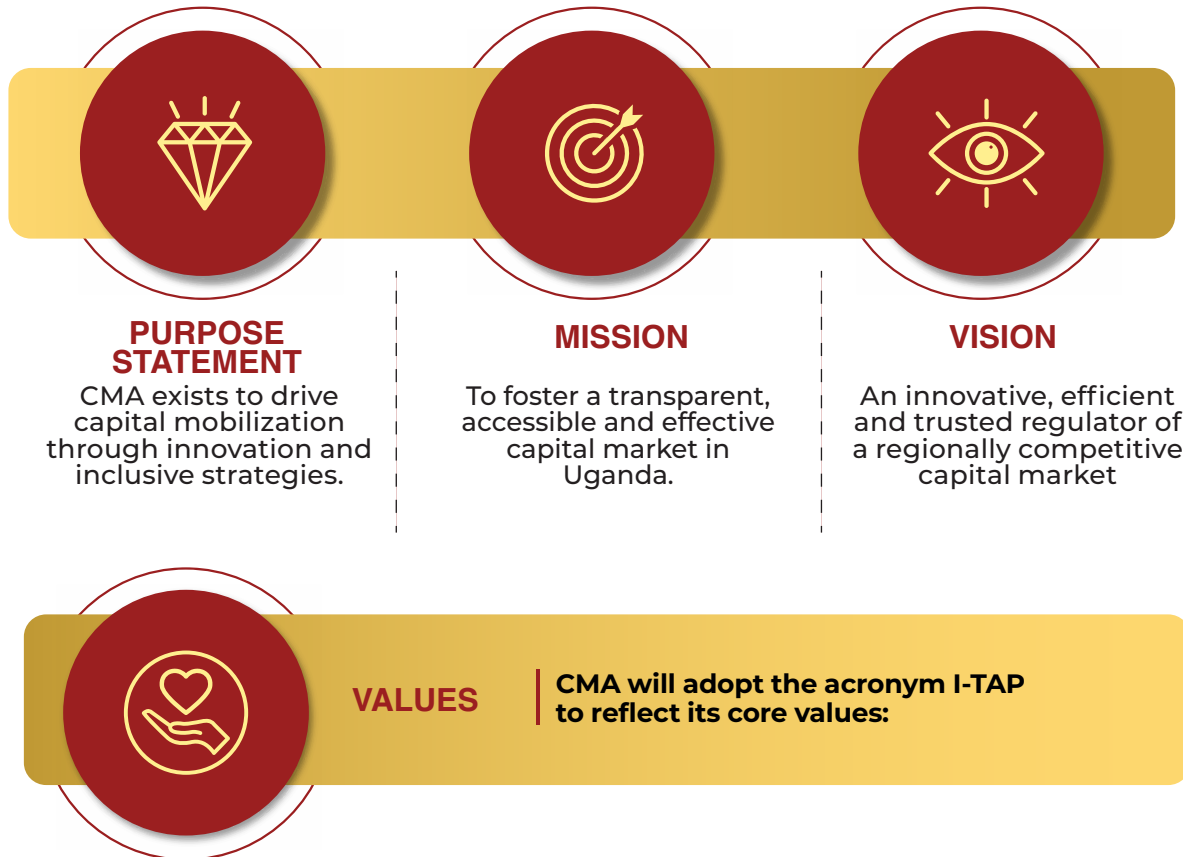 PURPOSE
STATEMENT
CMA exists to drive
capital mobilization
through innovation and
inclusive strategies.
MISSION
To foster a transparent,
accessible and effective
capital market in
Uganda.
VISION
An innovative, efficient
and trusted regulator of
a regionally competitive
capital market
VALUES
CMA will adopt the acronym I-TAP
to reflect its core values: